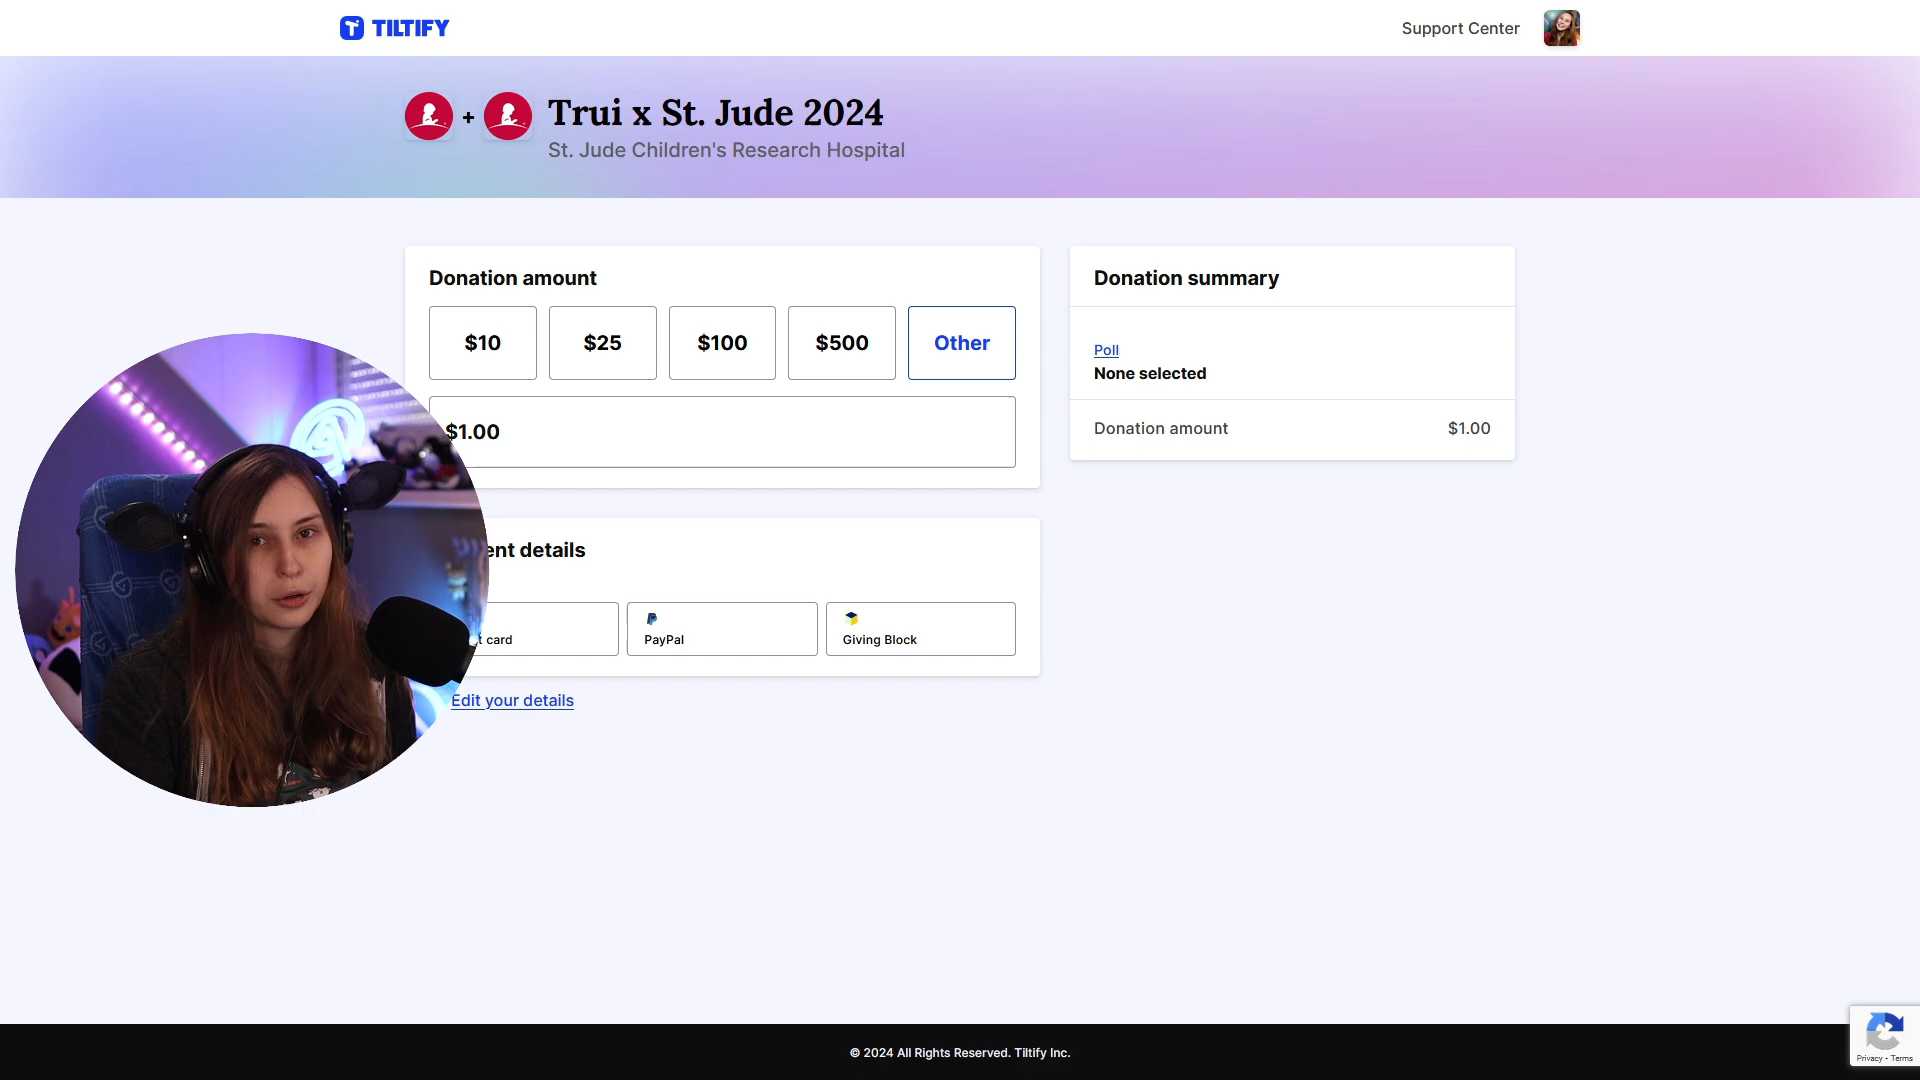 TILTIFY
Support Center
+
Trui x St. Jude 2024
St. Jude Children's Research Hospital
Donation amount
$10
$25
$100
$500
Other
$1.00
Donation summary
Poll
None selected
Donation amount
$1.00
ent details
t card
PayPal
Giving Block
Edit your details
© 2024 All Rights Reserved. Tiltify Inc.
Privacy - Terms